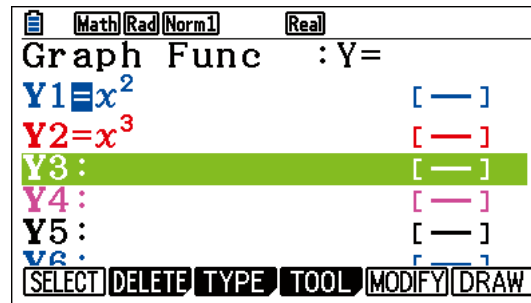 Math Rad Norm1 Real
Graph Func :Y=
Y1=x² [—]
Y2=x³ [—]
Y3: [—]
Y4: [—]
Y5: [—]
Y6: [—]
SELECT DELETE TYPE TOOL MODIFY DRAW